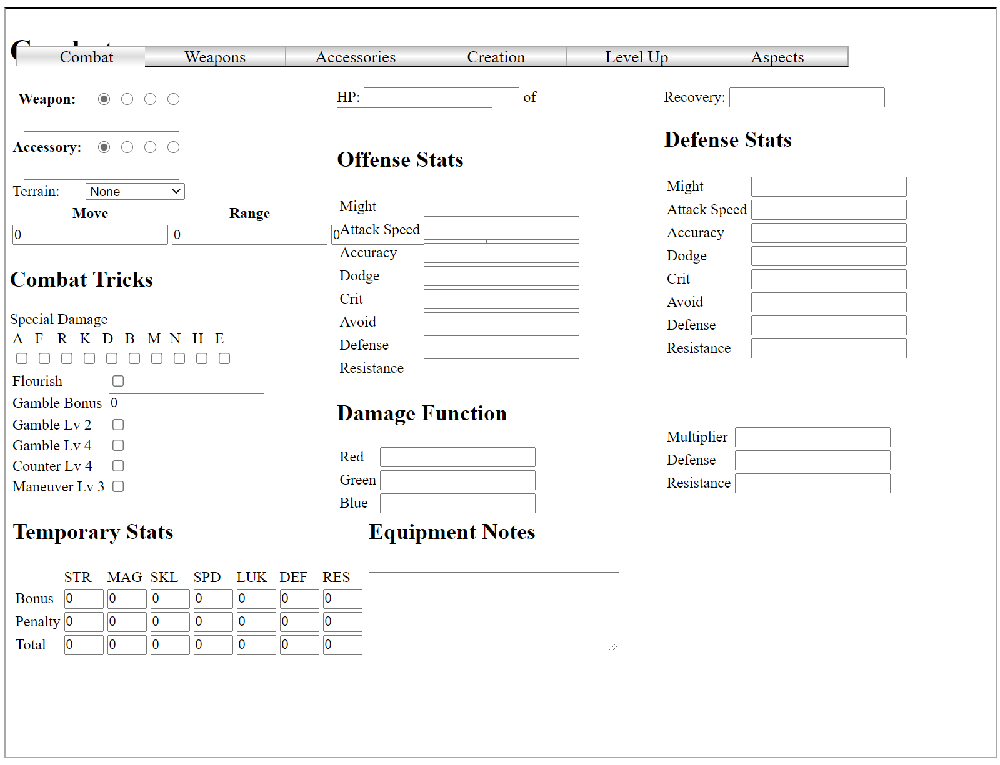 Combat
Combat Weapons Accessories Creation Level Up Aspects
Weapon:
Accessory:
Terrain: None
Move Range
0 0 0
Combat Tricks
Special Damage
A F R K D B M N H E
Flourish
Gamble Bonus 0
Gamble Lv 2
Gamble Lv 4
Counter Lv 4
Maneuver Lv 3
HP: of
Offense Stats
Might
Attack Speed
Accuracy
Dodge
Crit
Avoid
Defense
Resistance
Damage Function
Red
Green
Blue
Recovery:
Defense Stats
Might
Attack Speed
Accuracy
Dodge
Crit
Avoid
Defense
Resistance
Multiplier
Defense
Resistance
Temporary Stats
STR MAG SKL SPD LUK DEF RES
Bonus 0 0 0 0 0 0 0
Penalty 0 0 0 0 0 0 0
Total 0 0 0 0 0 0 0
Equipment Notes